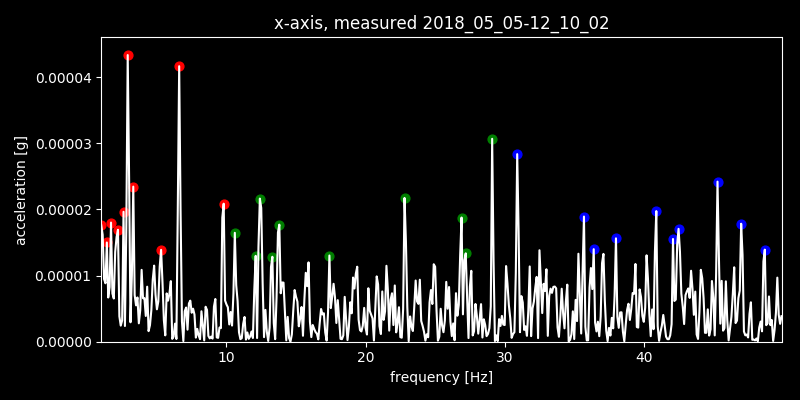 x-axis, measured 2018_05_05-12_10_02
0.00004
0.00003
0.00002
0.00001
0.00000
acceleration [g]
10 20 30 40
frequency [Hz]